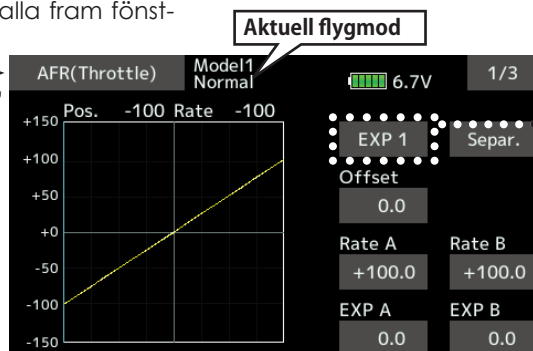 alla fram fönst-
Aktuell flygmod
AFR(Throttle)
Model1
Normal
6.7V
1/3
Pos. -100 Rate -100
+150
+100
+50
+0
-50
-100
-150
EXP 1
Separ.
Offset
0.0
Rate A
Rate B
+100.0
+100.0
EXP A
EXP B
0.0
0.0